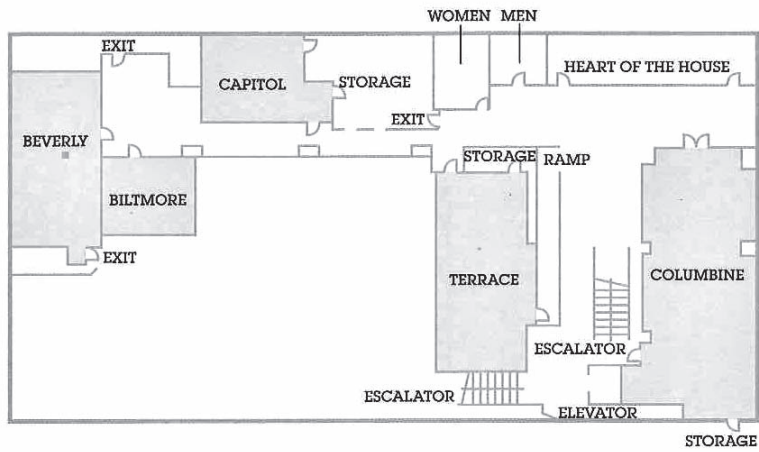 WOMEN MEN
EXIT
HEART OF THE HOUSE
CAPITOL
STORAGE
EXIT
BEVERLY
STORAGE
RAMP
BILTMORE
EXIT
TERRACE
COLUMBINE
ESCALATOR
ESCALATOR
ELEVATOR
STORAGE